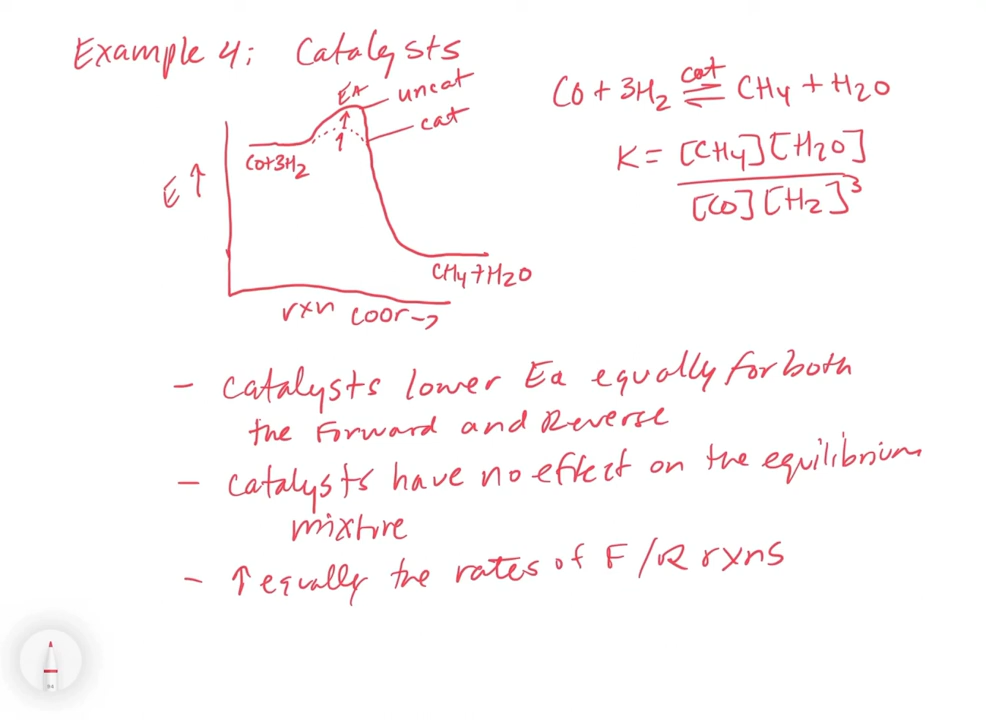 Example 4: Catalysts
EA
uncat
cat
CO+3H2
E ↑
CH4+H2O
rxn coor→
CO + 3H2 cat ⇌ CH4 + H2O
K = [CH4][H2O]
[CO][H2]³
- catalysts lower Ea equally for both
the Forward and Reverse
- catalysts have no effect on the equilibrium
mixture
- ↑ equally the rates of F/R rxns
94